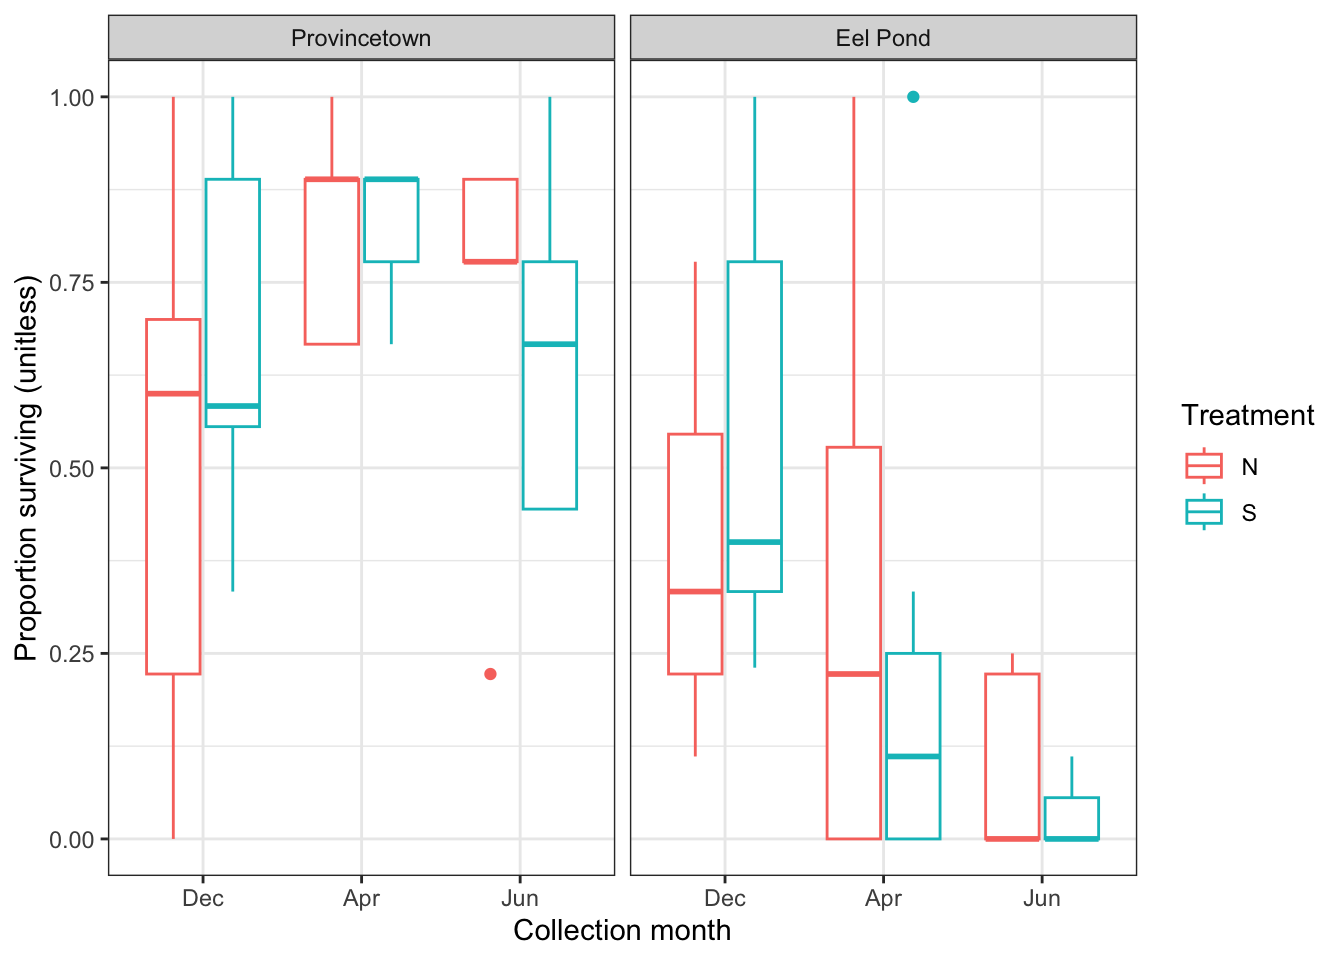 Provincetown
Eel Pond
Proportion surviving (unitless)
1.00
0.75
0.50
0.25
0.00
Dec
Apr
Jun
Dec
Apr
Jun
Collection month
Treatment
N
S